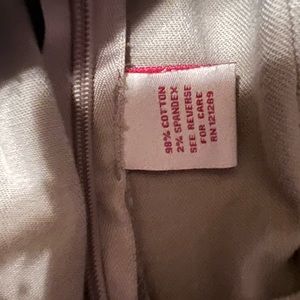 98% COTTON
2% SPANDEX
SEE REVERSE
FOR CARE
RN 121289